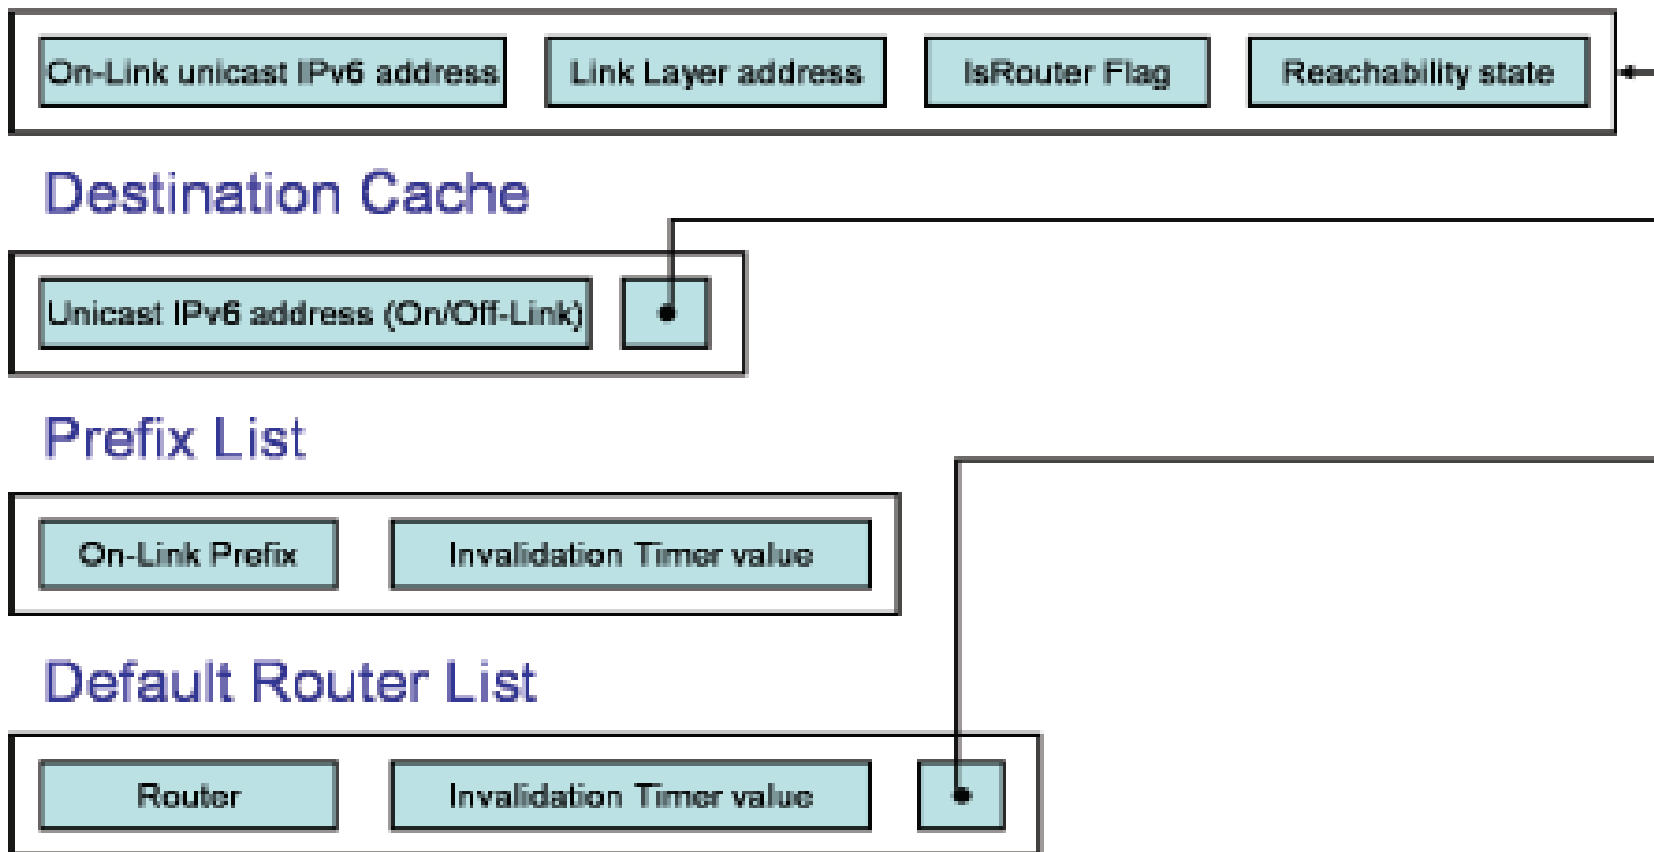 On-Link unicast IPv6 address
Link Layer address
IsRouter Flag
Reachability state
Destination Cache
Unicast IPv6 address (On/Off-Link)
Prefix List
On-Link Prefix
Invalidation Timer value
Default Router List
Router
Invalidation Timer value